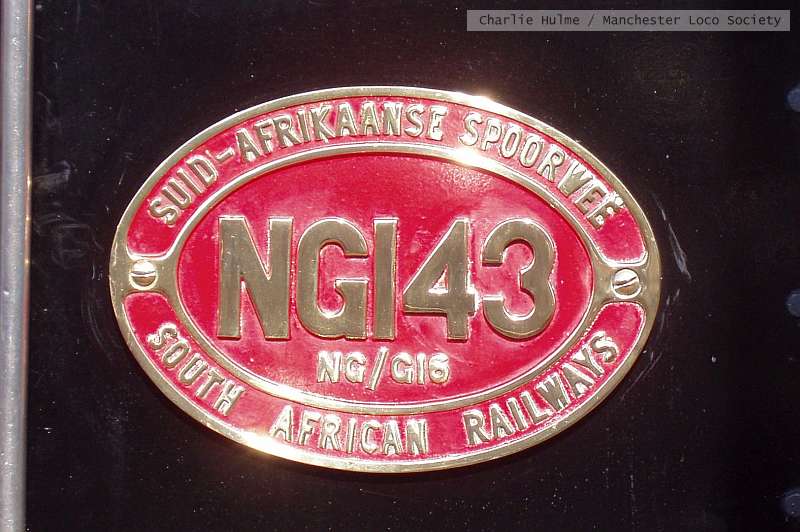 Charlie Hulme / Manchester Loco Society
SUID-AFRIKAANSE SPOORWEË
NG143
NG/G16
SOUTH AFRICAN RAILWAYS